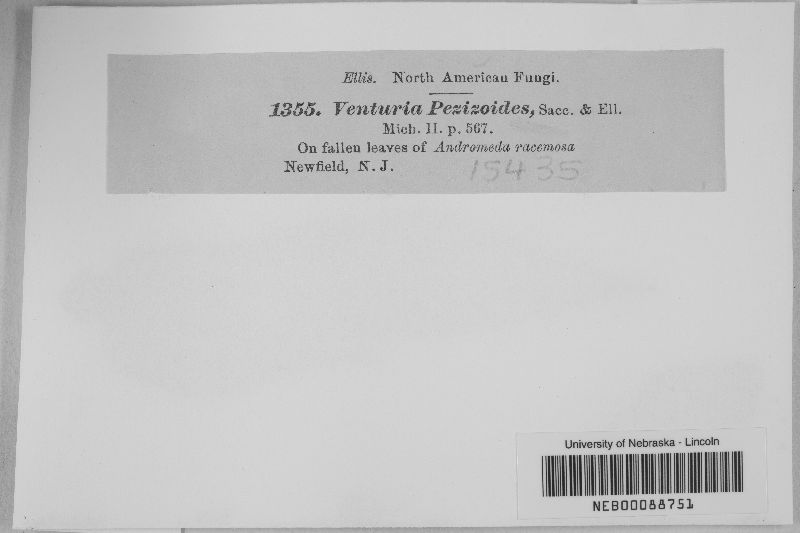 Ellis. North American Fungi.
1355. Venturia Pezizoides, Sacc. & Ell.
Mich. II. p. 567.
On fallen leaves of Andromeda racemosa
Newfield, N. J.
15435
University of Nebraska - Lincoln
NEB00088751